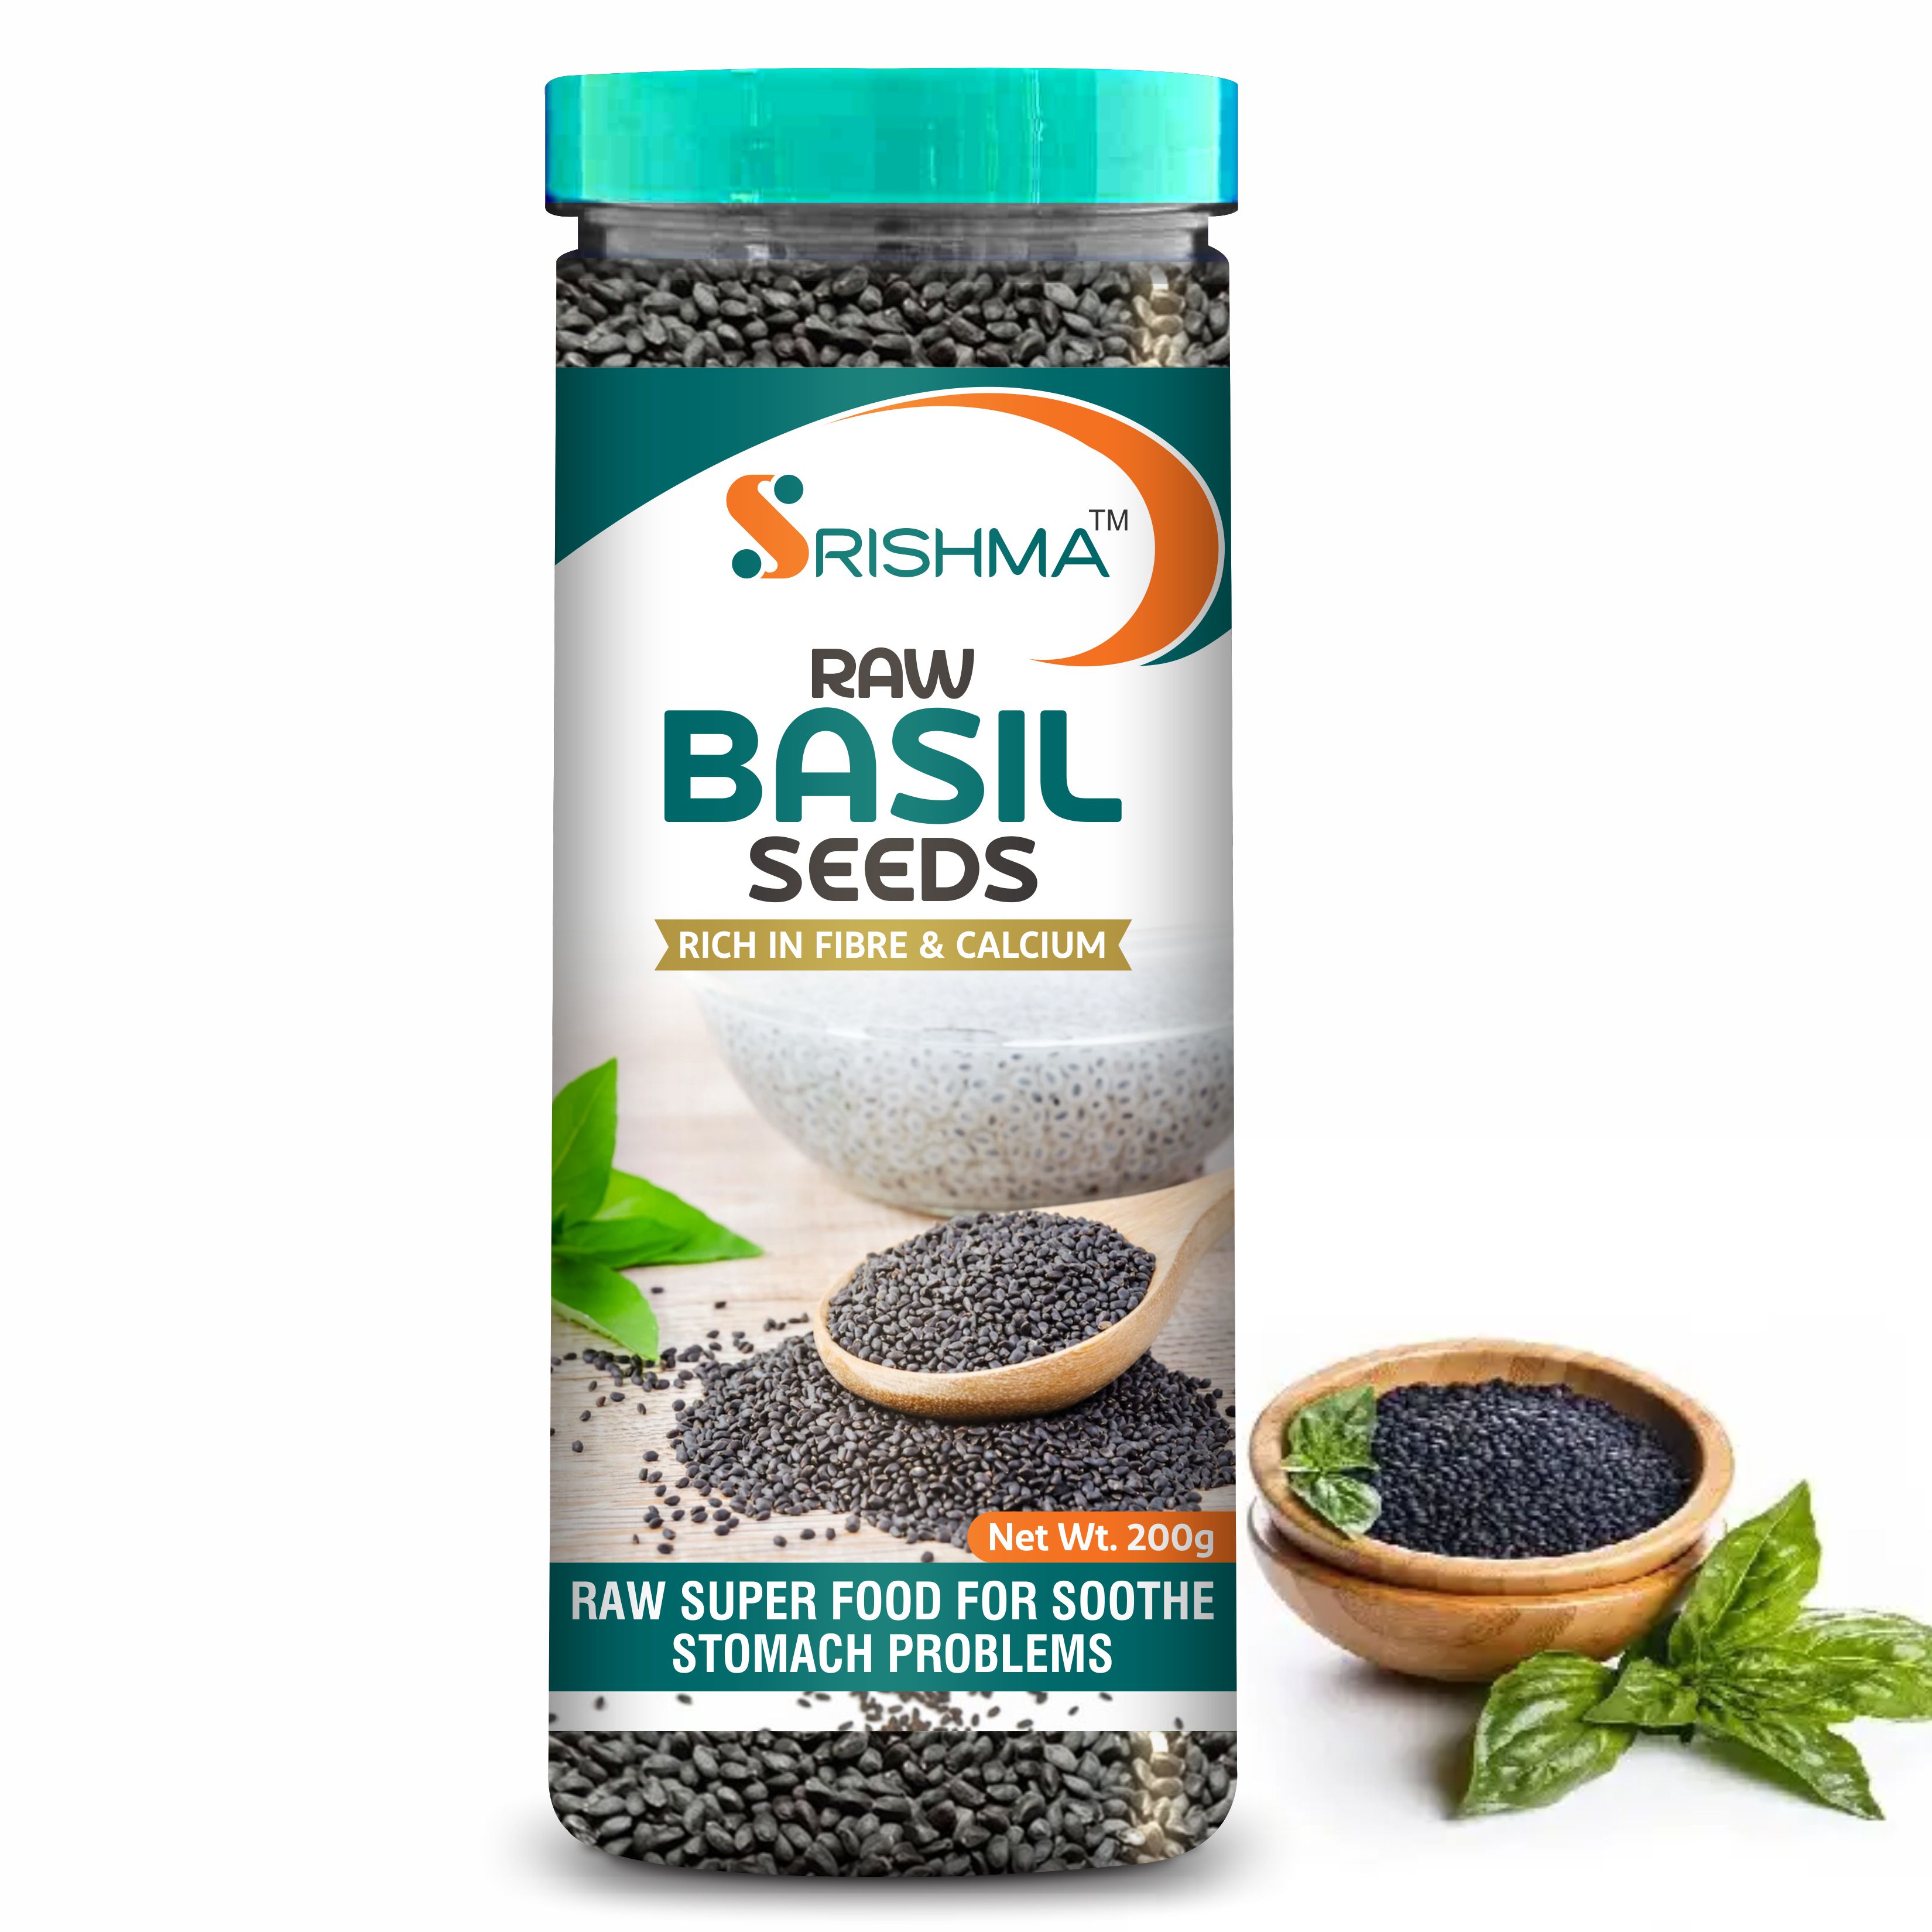 SRISHMA™
RAW
BASIL
SEEDS
RICH IN FIBRE & CALCIUM
Net Wt. 200g
RAW SUPER FOOD FOR SOOTHE
STOMACH PROBLEMS